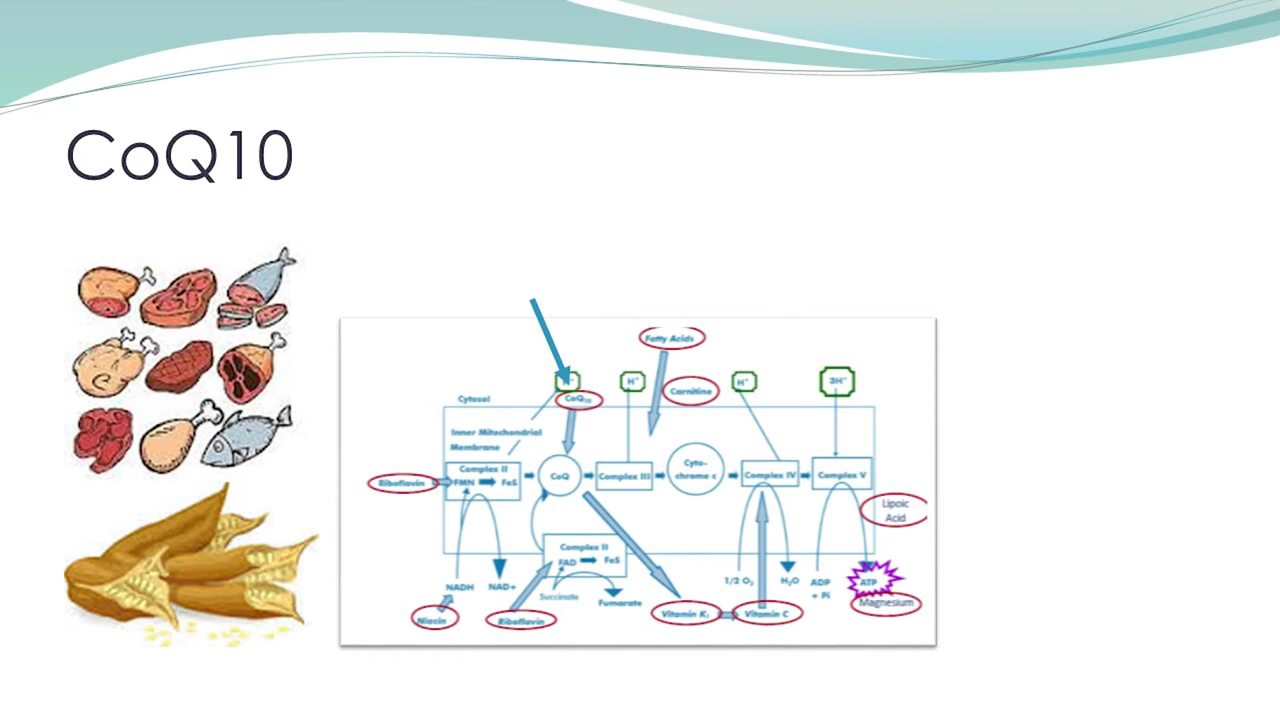 CoQ10
Fatty Acids
H⁺
H⁺
3H⁺
Carnitine
CoQ₁₀
Cytosol
Inner Mitochondrial
Membrane
Complex II
FMN FeS
Riboflavin
CoQ
Complex III
Cyto-
chrome c
Complex IV
Complex V
Lipoic
Acid
Complex II
FAD FeS
Succinate
Fumarate
NADH
NAD+
1/2 O₂
H₂O
ADP
+ Pi
ATP
Magnesium
Niacin
Riboflavin
Vitamin K₁
Vitamin C